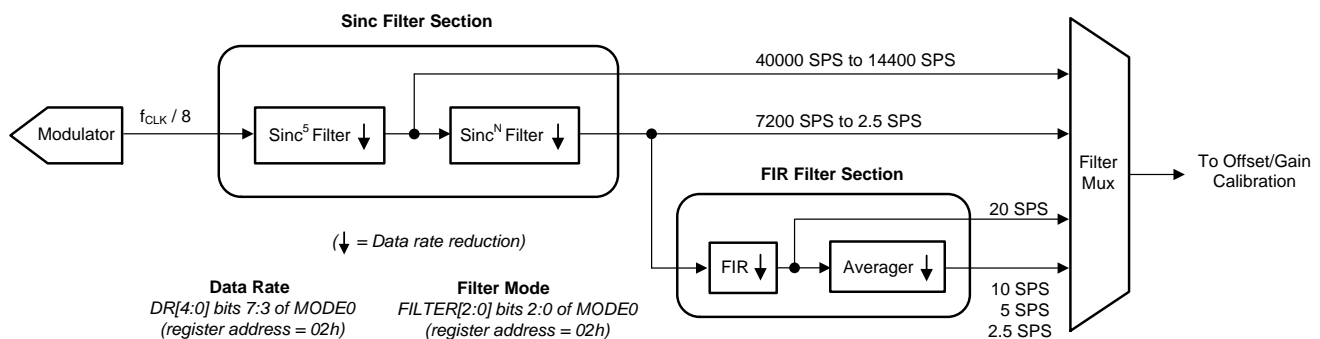 Sinc Filter Section
40000 SPS to 14400 SPS
Modulator
fCLK / 8
Sinc5 Filter
SincN Filter
7200 SPS to 2.5 SPS
Filter
Mux
To Offset/Gain
Calibration
FIR Filter Section
20 SPS
(↓ = Data rate reduction)
FIR
Averager
10 SPS
5 SPS
2.5 SPS
Data Rate
DR[4:0] bits 7:3 of MODE0
(register address = 02h)
Filter Mode
FILTER[2:0] bits 2:0 of MODE0
(register address = 02h)